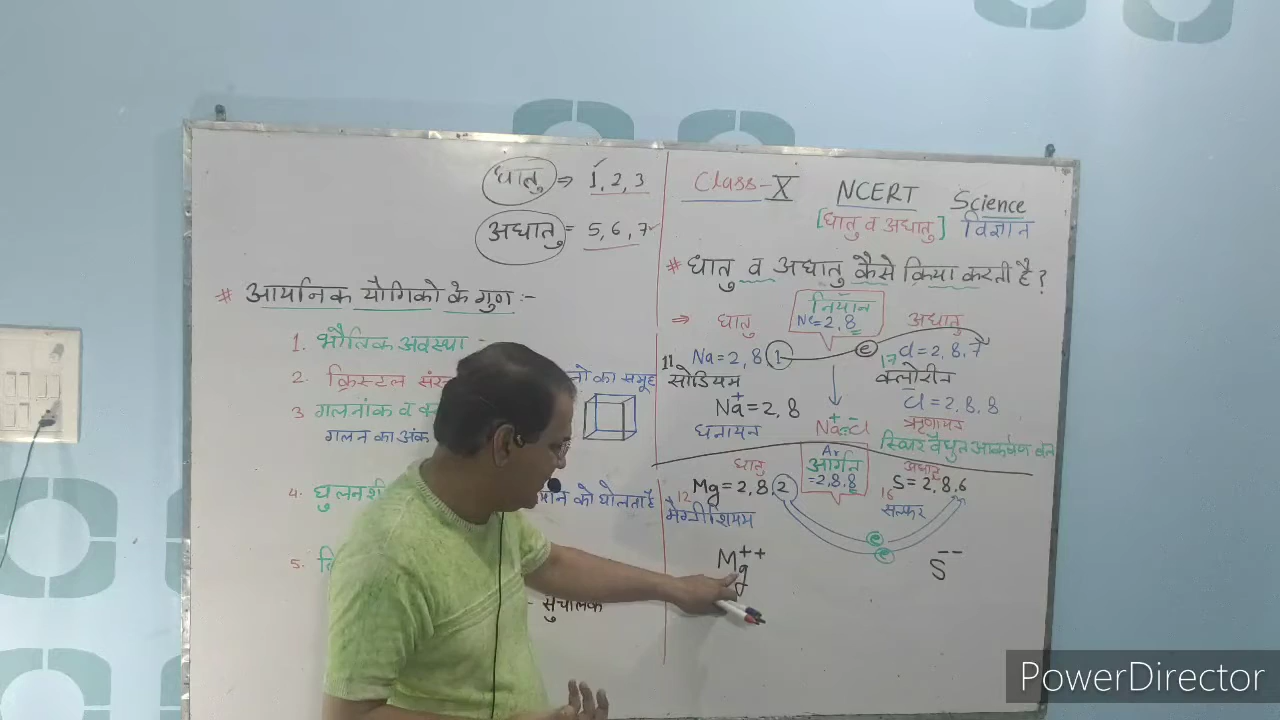 धातु ⇒ 1, 2, 3
अधातु = 5, 6, 7
# आयनिक यौगिको के गुण :-
1. भौतिक अवस्था -
2. क्रिस्टल का समूह
3 गलनांक व
गलन का अंक
4. को घोलता है
5.
- सुचालक
Class-X NCERT Science
[धातु व अधातु] विज्ञान
# धातु व अधातु कैसे क्रिया करती है ?
⇒ धातु नियॉन अधातु
Ne=2,8
11 Na = 2, 8, 1 e 17 Cl = 2, 8, 7
सोडियम क्लोरीन
Na+ = 2, 8 Cl- = 2, 8, 8
धनायन Na+Cl- ऋणायन
स्थिर वैधुत आकर्षण बल
धातु Ar अधातु
आर्गन
=2,8,8
12 Mg = 2, 8, 2 16 S = 2, 8, 6
मैग्नीशियम सल्फर
e
e
Mg++ S--
PowerDirector